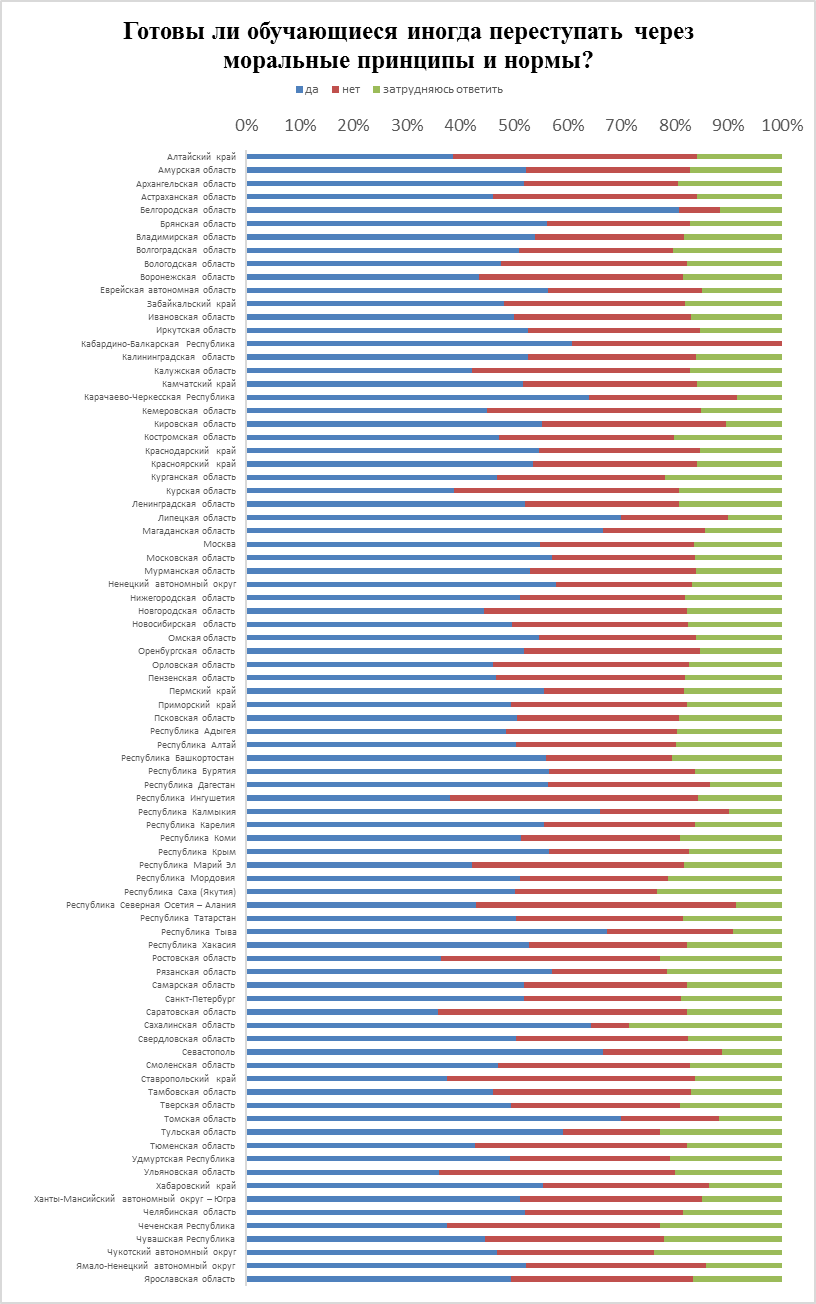 Готовы ли обучающиеся иногда переступать через
моральные принципы и нормы?
да нет затрудняюсь ответить
0% 10% 20% 30% 40% 50% 60% 70% 80% 90% 100%
Алтайский край
Амурская область
Архангельская область
Астраханская область
Белгородская область
Брянская область
Владимирская область
Волгоградская область
Вологодская область
Воронежская область
Еврейская автономная область
Забайкальский край
Ивановская область
Иркутская область
Кабардино-Балкарская Республика
Калининградская область
Калужская область
Камчатский край
Карачаево-Черкесская Республика
Кемеровская область
Кировская область
Костромская область
Краснодарский край
Красноярский край
Курганская область
Курская область
Ленинградская область
Липецкая область
Магаданская область
Москва
Московская область
Мурманская область
Ненецкий автономный округ
Нижегородская область
Новгородская область
Новосибирская область
Омская область
Оренбургская область
Орловская область
Пензенская область
Пермский край
Приморский край
Псковская область
Республика Адыгея
Республика Алтай
Республика Башкортостан
Республика Бурятия
Республика Дагестан
Республика Ингушетия
Республика Калмыкия
Республика Карелия
Республика Коми
Республика Крым
Республика Марий Эл
Республика Мордовия
Республика Саха (Якутия)
Республика Северная Осетия – Алания
Республика Татарстан
Республика Тыва
Республика Хакасия
Ростовская область
Рязанская область
Самарская область
Санкт-Петербург
Саратовская область
Сахалинская область
Свердловская область
Севастополь
Смоленская область
Ставропольский край
Тамбовская область
Тверская область
Томская область
Тульская область
Тюменская область
Удмуртская Республика
Ульяновская область
Хабаровский край
Ханты-Мансийский автономный округ – Югра
Челябинская область
Чеченская Республика
Чувашская Республика
Чукотский автономный округ
Ямало-Ненецкий автономный округ
Ярославская область